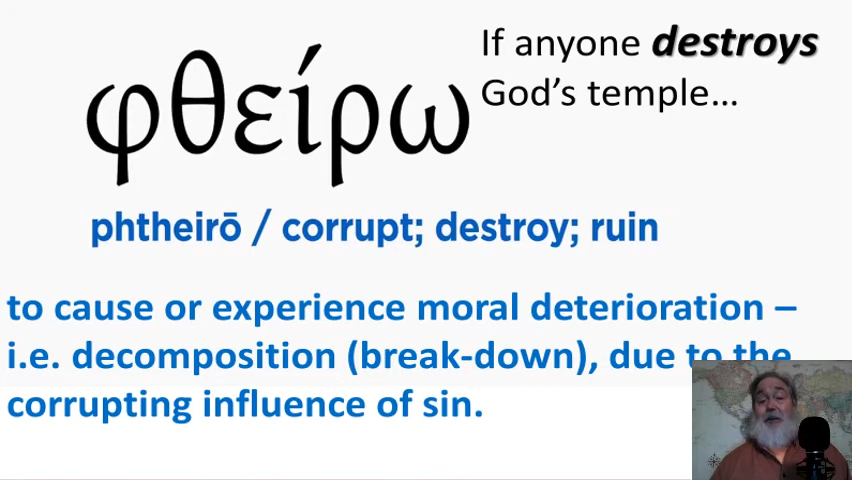 If anyone destroys
God's temple...
φθείρω
phtheirō / corrupt; destroy; ruin
to cause or experience moral deterioration –
i.e. decomposition (break-down), due to the
corrupting influence of sin.